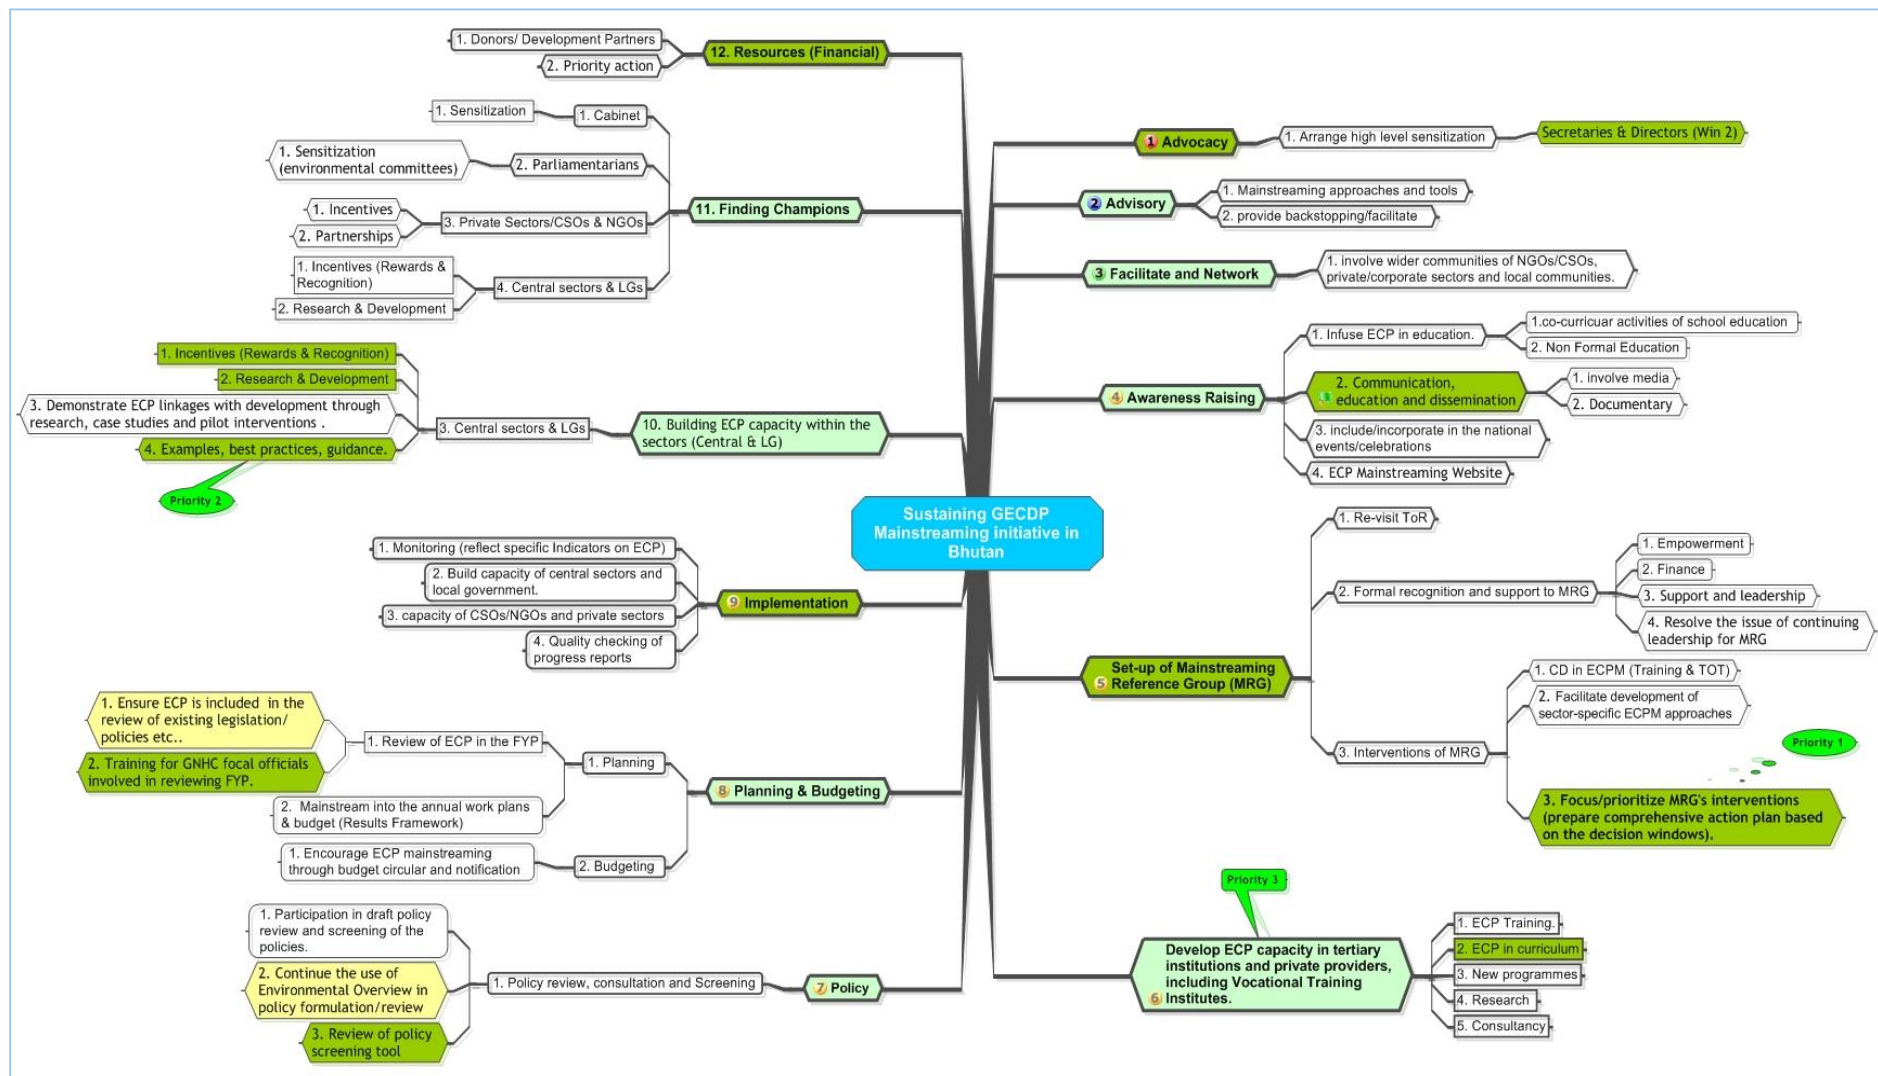 Sustaining GECDP
Mainstreaming initiative in
Bhutan
1 Advocacy
1. Arrange high level sensitization
Secretaries & Directors (Win 2)
2 Advisory
1. Mainstreaming approaches and tools
2. provide backstopping/facilitate
3 Facilitate and Network
1. involve wider communities of NGOs/CSOs,
private/corporate sectors and local communities.
4 Awareness Raising
1. Infuse ECP in education.
1.co-curricuar activities of school education
2. Non Formal Education
2. Communication,
education and dissemination
1. involve media
2. Documentary
3. include/incorporate in the national
events/celebrations
4. ECP Mainstreaming Website
Set-up of Mainstreaming
5 Reference Group (MRG)
1. Re-visit ToR
2. Formal recognition and support to MRG
1. Empowerment
2. Finance
3. Support and leadership
4. Resolve the issue of continuing
leadership for MRG
3. Interventions of MRG
1. CD in ECPM (Training & TOT)
2. Facilitate development of
sector-specific ECPM approaches
Priority 1
3. Focus/prioritize MRG's interventions
(prepare comprehensive action plan based
on the decision windows).
Priority 3
Develop ECP capacity in tertiary
institutions and private providers,
including Vocational Training
6 Institutes.
1. ECP Training.
2. ECP in curriculum
3. New programmes
4. Research
5. Consultancy
7 Policy
1. Policy review, consultation and Screening
1. Participation in draft policy
review and screening of the
policies.
2. Continue the use of
Environmental Overview in
policy formulation/review
3. Review of policy
screening tool
8 Planning & Budgeting
1. Planning
1. Review of ECP in the FYP
1. Ensure ECP is included in the
review of existing legislation/
policies etc..
2. Training for GNHC focal officials
involved in reviewing FYP.
2. Mainstream into the annual work plans
& budget (Results Framework)
2. Budgeting
1. Encourage ECP mainstreaming
through budget circular and notification
9 Implementation
1. Monitoring (reflect specific Indicators on ECP)
2. Build capacity of central sectors and
local government.
3. capacity of CSOs/NGOs and private sectors
4. Quality checking of
progress reports
10. Building ECP capacity within the
sectors (Central & LG)
3. Central sectors & LGs
1. Incentives (Rewards & Recognition)
2. Research & Development
3. Demonstrate ECP linkages with development through
research, case studies and pilot interventions .
4. Examples, best practices, guidance.
Priority 2
11. Finding Champions
1. Cabinet
1. Sensitization
2. Parliamentarians
1. Sensitization
(environmental committees)
3. Private Sectors/CSOs & NGOs
1. Incentives
2. Partnerships
4. Central sectors & LGs
1. Incentives (Rewards &
Recognition)
2. Research & Development
12. Resources (Financial)
1. Donors/ Development Partners
2. Priority action